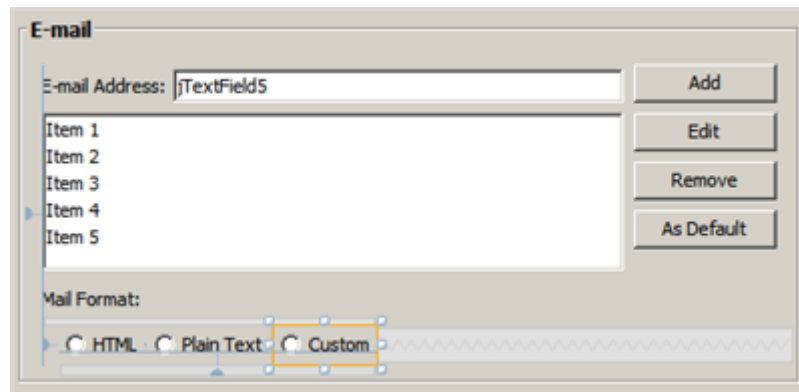 E-mail
E-mail Address: jTextField5 Add
Item 1
Item 2
Item 3
Item 4
Item 5
Edit
Remove
As Default
Mail Format:
HTML Plain Text Custom